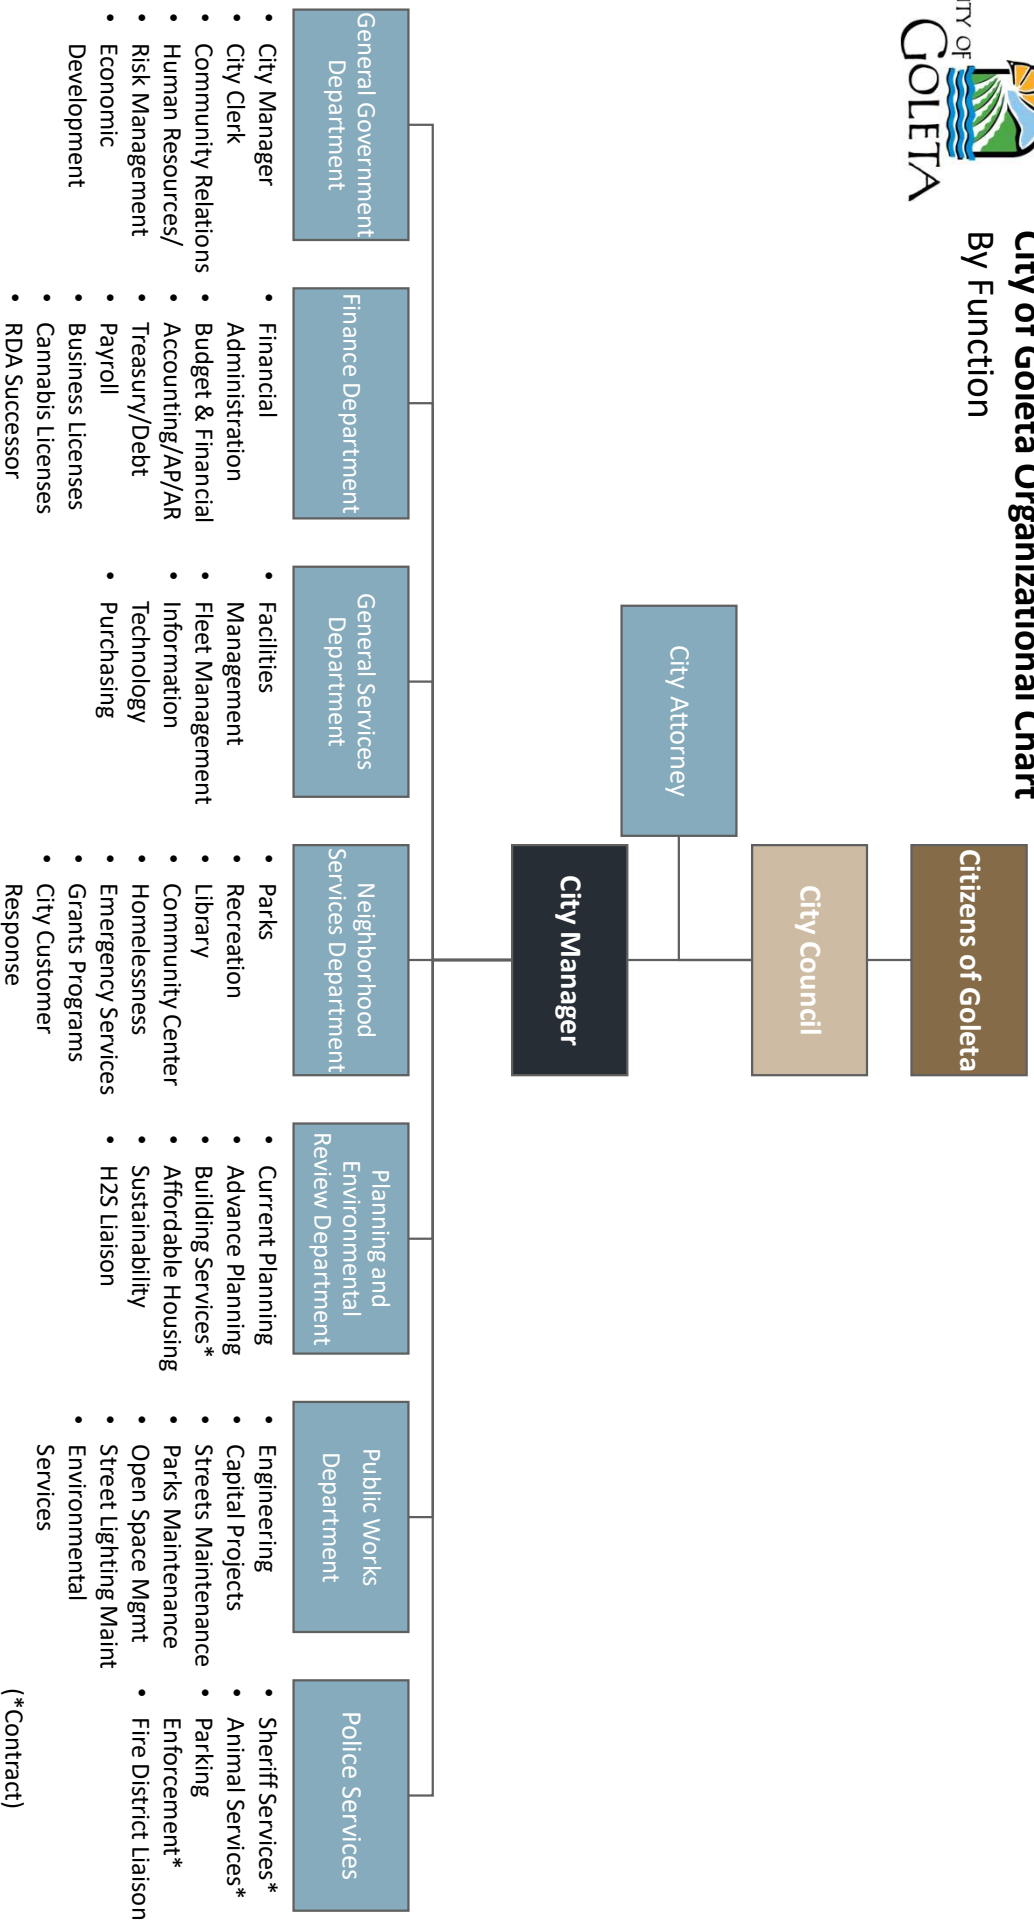 ITY OF
GOLETA
City of Goleta Organizational Chart
By Function
Citizens of Goleta
City Council
City Attorney
City Manager
General Government
Department
• City Manager
• City Clerk
• Community Relations
• Human Resources/
• Risk Management
• Economic
Development
Finance Department
• Financial
Administration
• Budget & Financial
• Accounting/AP/AR
• Treasury/Debt
• Payroll
• Business Licenses
• Cannabis Licenses
• RDA Successor
General Services
Department
• Facilities
Management
• Fleet Management
• Information
Technology
• Purchasing
Neighborhood
Services Department
• Parks
• Recreation
• Library
• Community Center
• Homelessness
• Emergency Services
• Grants Programs
• City Customer
Response
Planning and
Environmental
Review Department
• Current Planning
• Advance Planning
• Building Services*
• Affordable Housing
• Sustainability
• H2S Liaison
Public Works
Department
• Engineering
• Capital Projects
• Streets Maintenance
• Parks Maintenance
• Open Space Mgmt
• Street Lighting Maint
• Environmental
Services
Police Services
• Sheriff Services*
• Animal Services*
• Parking
Enforcement*
• Fire District Liaison
(*Contract)